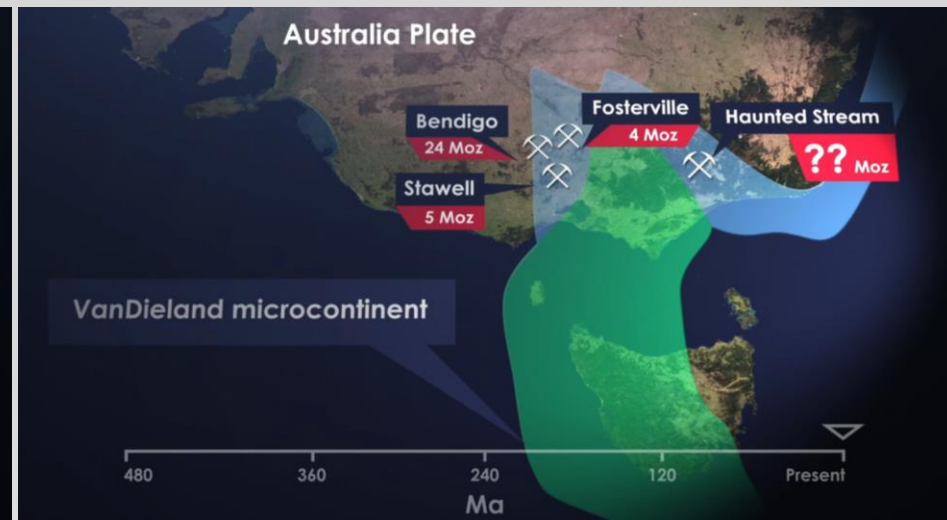 Australia Plate
Bendigo
24 Moz
Fosterville
4 Moz
Haunted Stream
?? Moz
Stawell
5 Moz
VanDieland microcontinent
480 360 240 120 Present
Ma